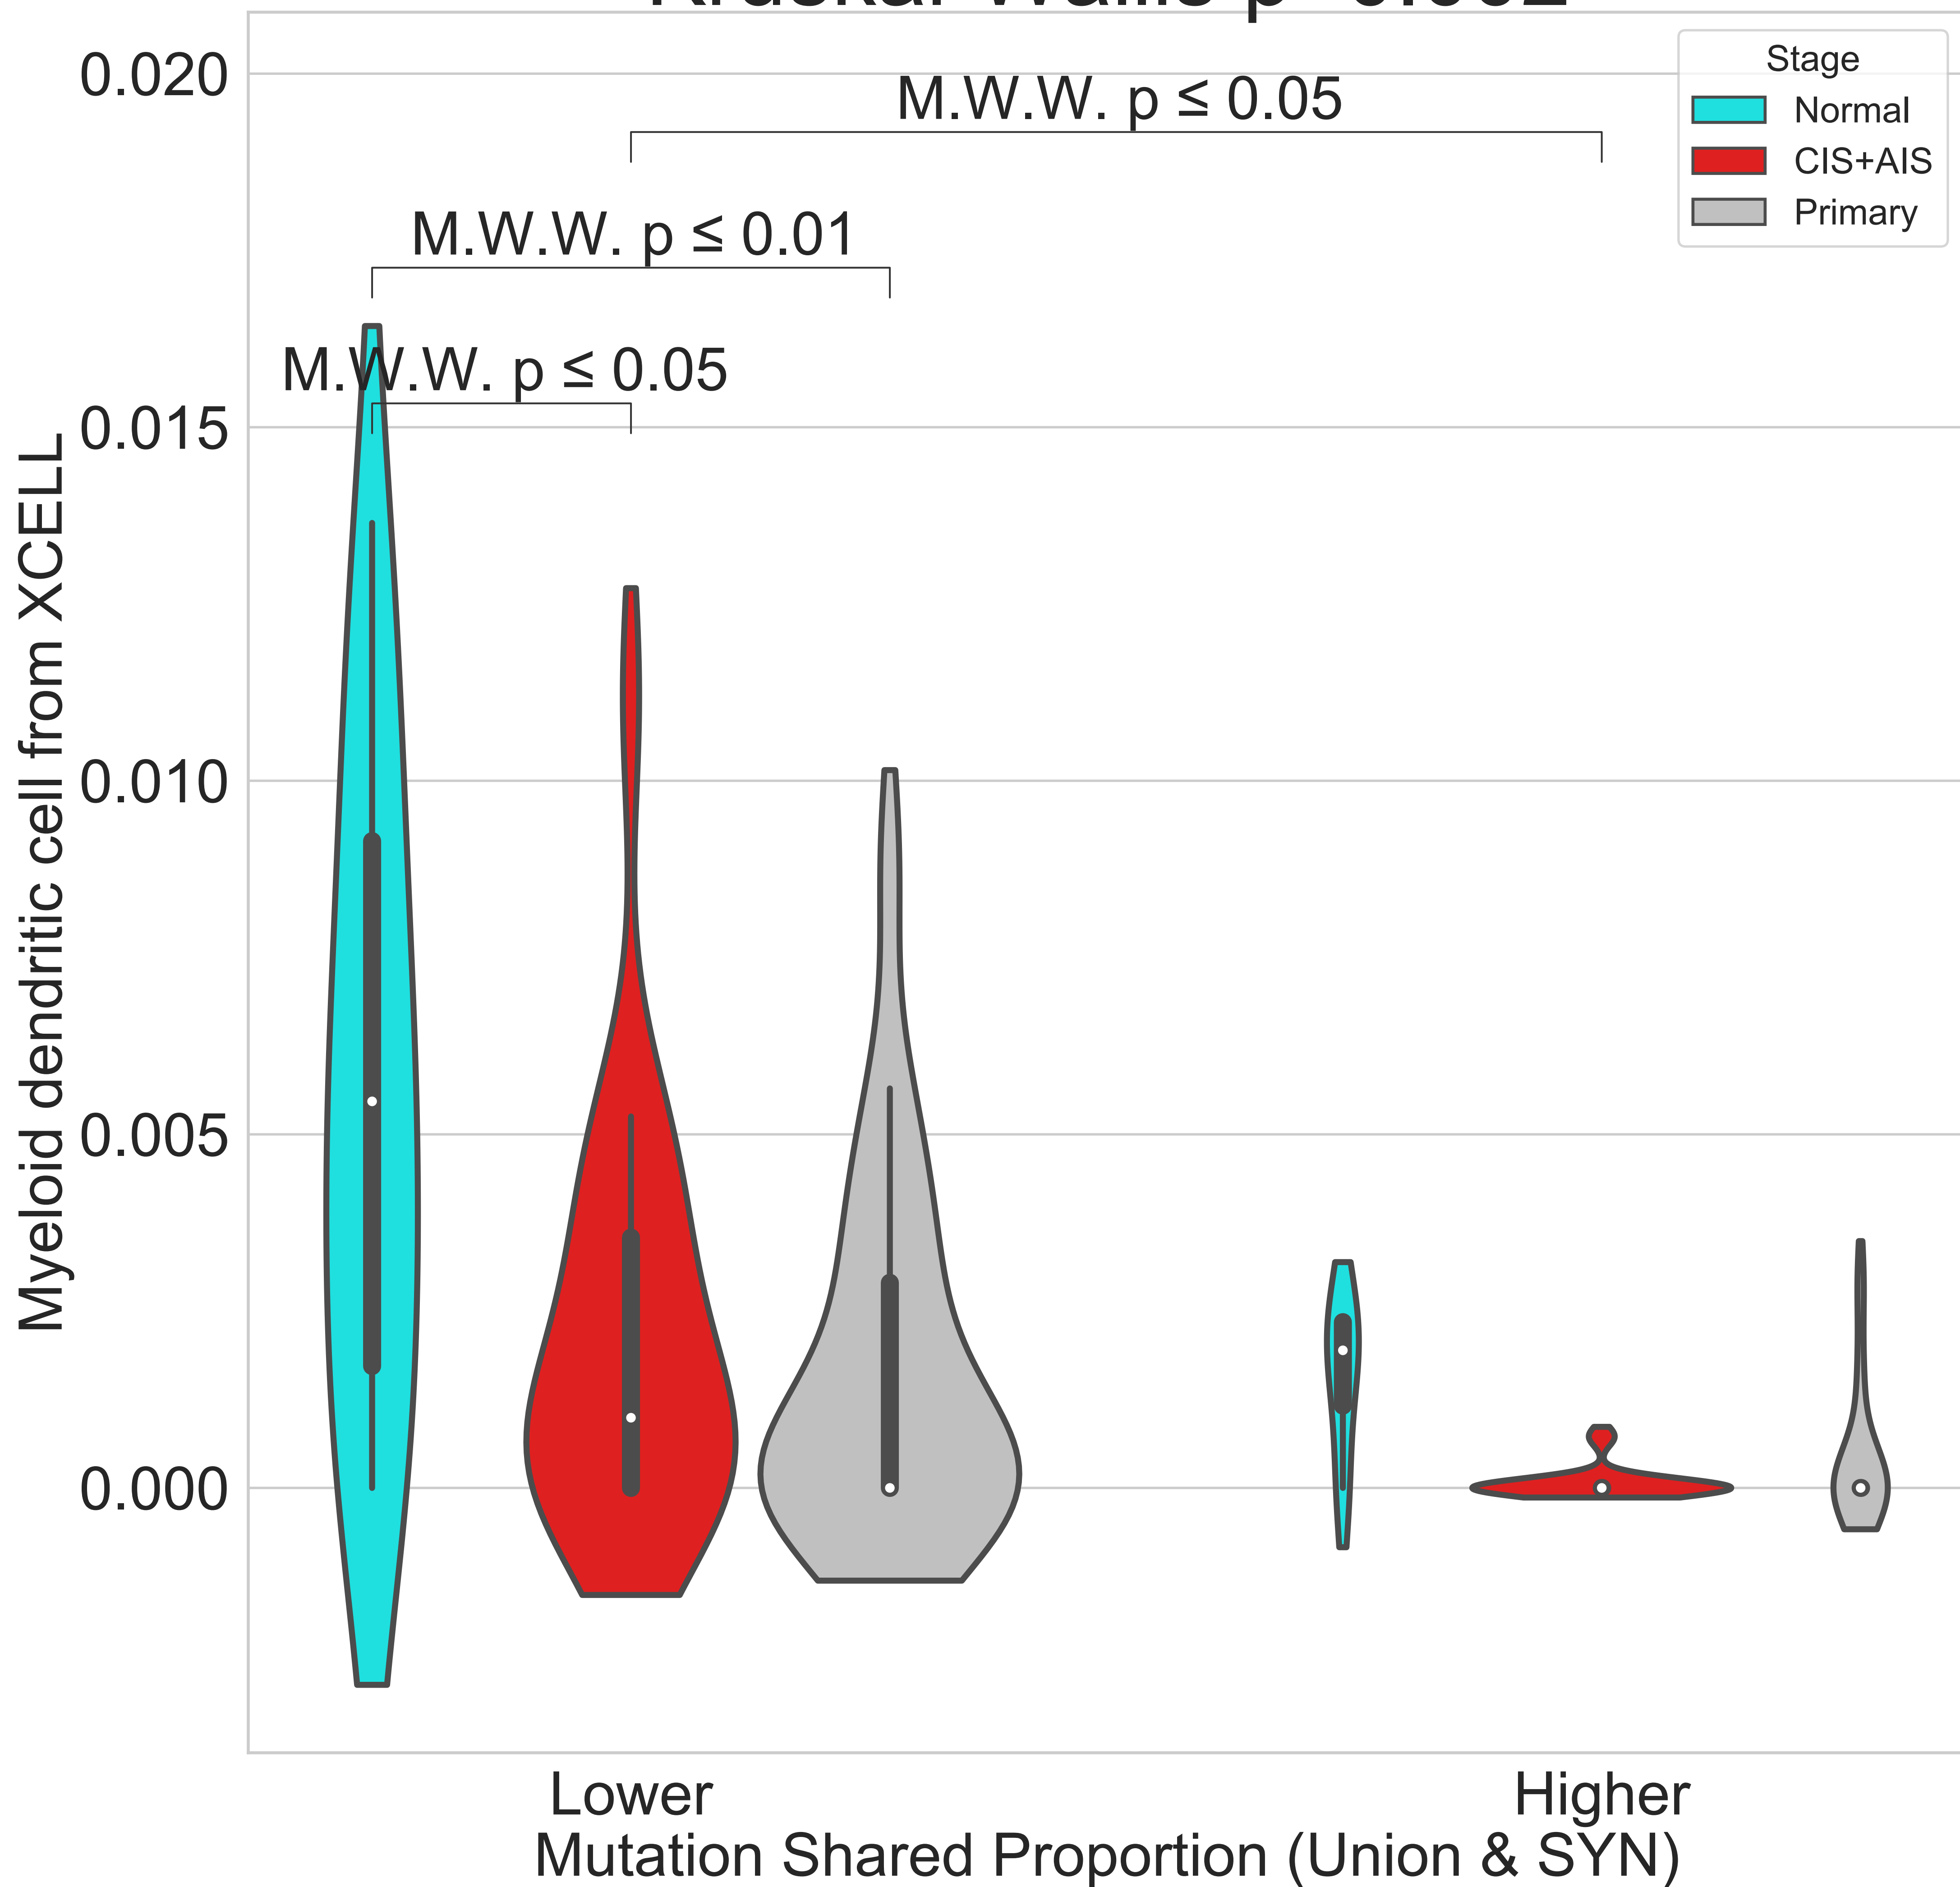 0.020
0.015
0.010
0.005
0.000
Myeloid dendritic cell from XCELL
M.W.W. p ≤ 0.05
M.W.W. p ≤ 0.01
M.W.W. p ≤ 0.05
Stage
Normal
CIS+AIS
Primary
Lower
Higher
Mutation Shared Proportion (Union & SYN)